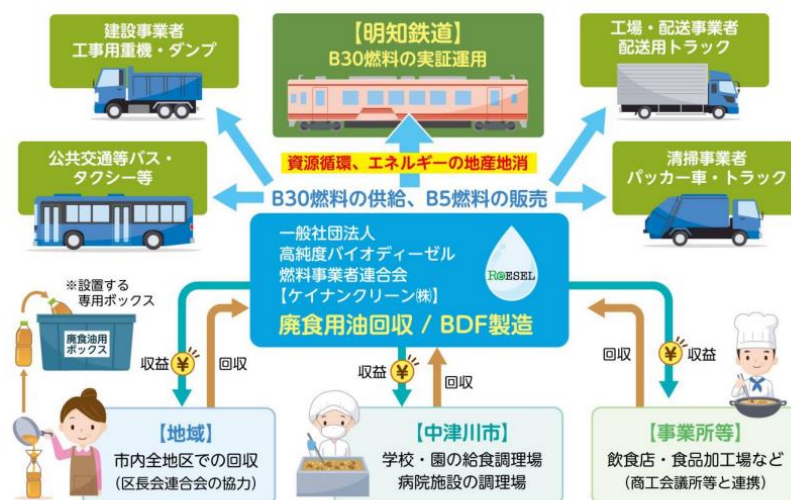 建設事業者
工事用重機・ダンプ
【明知鉄道】
B30燃料の実証運用
工場・配送事業者
配送用トラック
公共交通等バス・
タクシー等
資源循環、エネルギーの地産地消
清掃事業者
パッカー車・トラック
B30燃料の供給、B5燃料の販売
一般社団法人
高純度バイオディーゼル
燃料事業者連合会
【ケイナンクリーン㈱】
ReESEL
廃食用油回収 / BDF製造
※設置する
専用ボックス
廃食油用
ボックス
収益
¥
回収
収益
¥
回収
回収
¥
収益
【地域】
市内全地区での回収
(区長会連合会の協力)
【中津川市】
学校・園の給食調理場
病院施設の調理場
【事業所等】
飲食店・食品加工場など
(商工会議所等と連携)